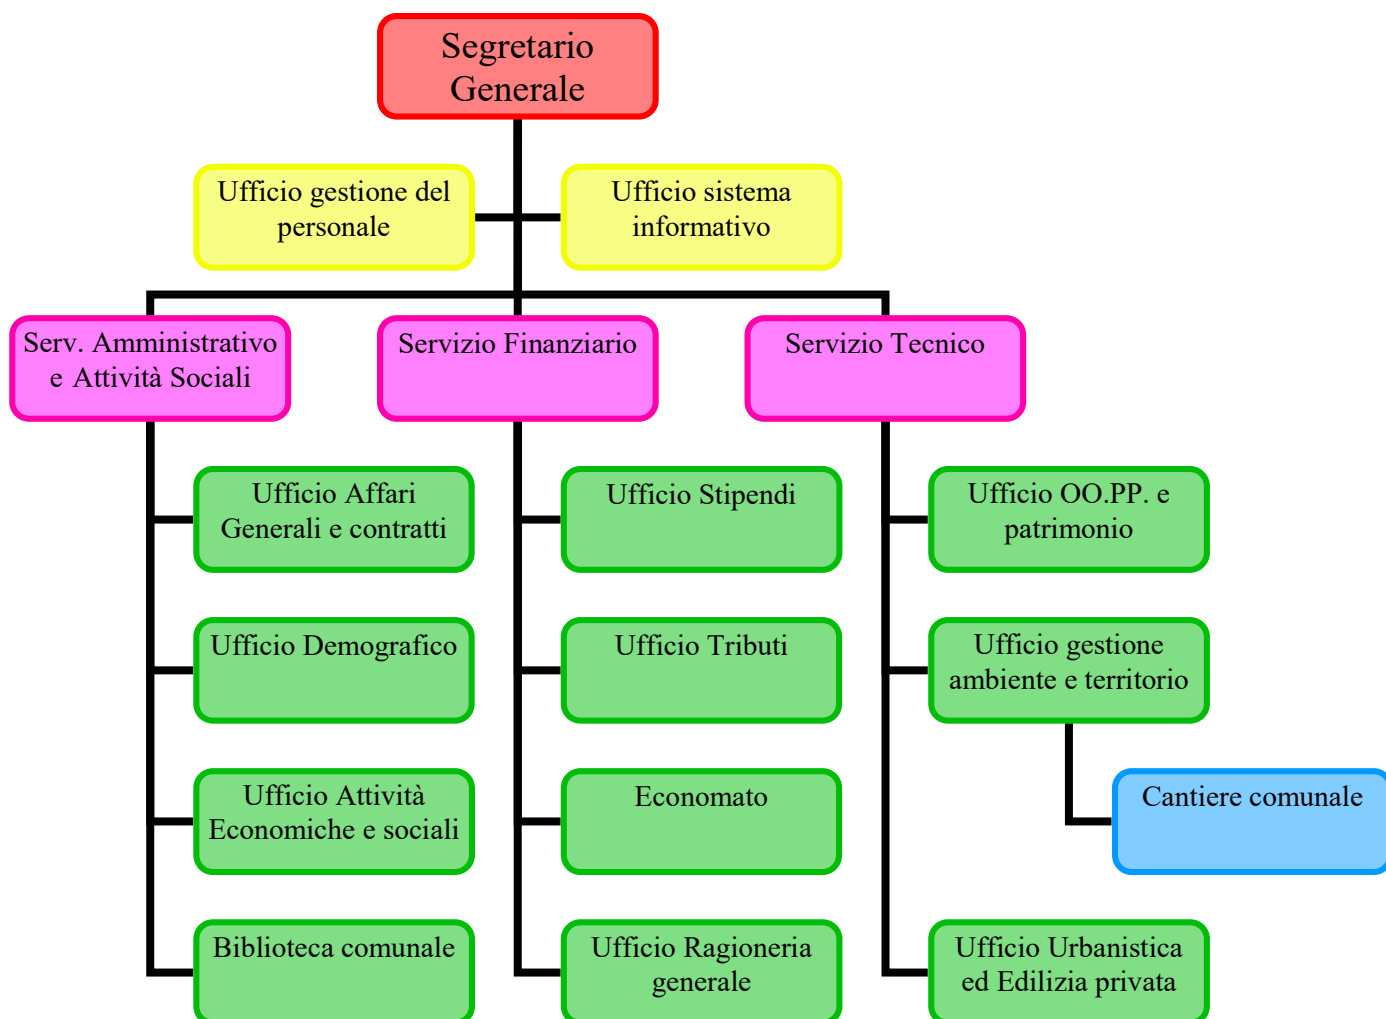 Segretario
Generale
Ufficio gestione del
personale
Ufficio sistema
informativo
Serv. Amministrativo
e Attività Sociali
Servizio Finanziario
Servizio Tecnico
Ufficio Affari
Generali e contratti
Ufficio Stipendi
Ufficio OO.PP. e
patrimonio
Ufficio Demografico
Ufficio Tributi
Ufficio gestione
ambiente e territorio
Ufficio Attività
Economiche e sociali
Economato
Cantiere comunale
Biblioteca comunale
Ufficio Ragioneria
generale
Ufficio Urbanistica
ed Edilizia privata